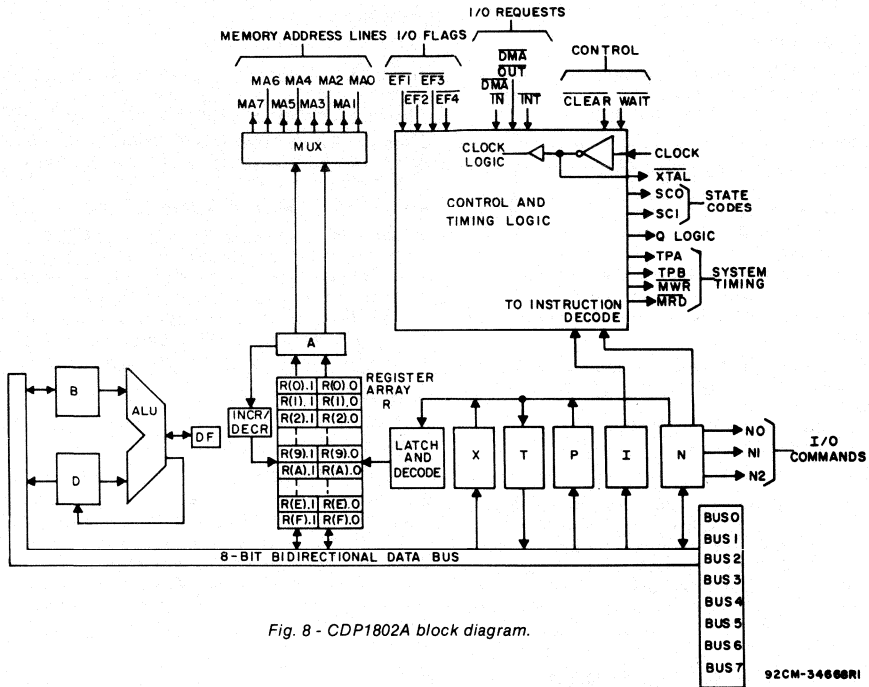 I/O REQUESTS
MEMORY ADDRESS LINES I/O FLAGS
CONTROL
DMA
OUT
MA6 MA4 MA2 MA0
EF1 EF3
DMA
IN
INT
MA7 MA5 MA3 MA1
EF2 EF4
CLEAR WAIT
MUX
CLOCK
LOGIC
CLOCK
XTAL
CONTROL AND
TIMING LOGIC
SC0
SC1
STATE
CODES
Q LOGIC
TPA
TPB
MWR
MRD
SYSTEM
TIMING
TO INSTRUCTION
DECODE
A
REGISTER
ARRAY
R
R(0).1 R(0).0
R(1).1 R(1).0
R(2).1 R(2).0
R(9).1 R(9).0
R(A).1 R(A).0
R(E).1 R(E).0
R(F).1 R(F).0
INCR/
DECR
B
ALU
DF
D
LATCH
AND
DECODE
X
T
P
I
N
N0
N1
N2
I/O
COMMANDS
8-BIT BIDIRECTIONAL DATA BUS
BUS 0
BUS 1
BUS 2
BUS 3
BUS 4
BUS 5
BUS 6
BUS 7
Fig. 8 - CDP1802A block diagram.
92CM-34668R1